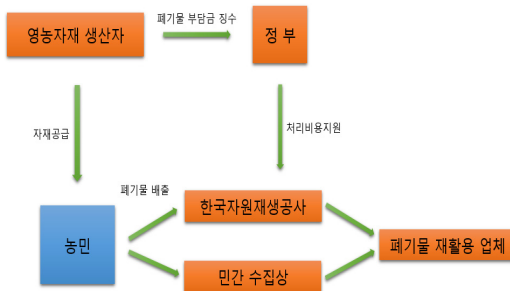 폐기물 부담금 징수
영농자재 생산자
정 부
자재공급
처리비용지원
폐기물 배출
한국자원재생공사
농민
폐기물 재활용 업체
민간 수집상